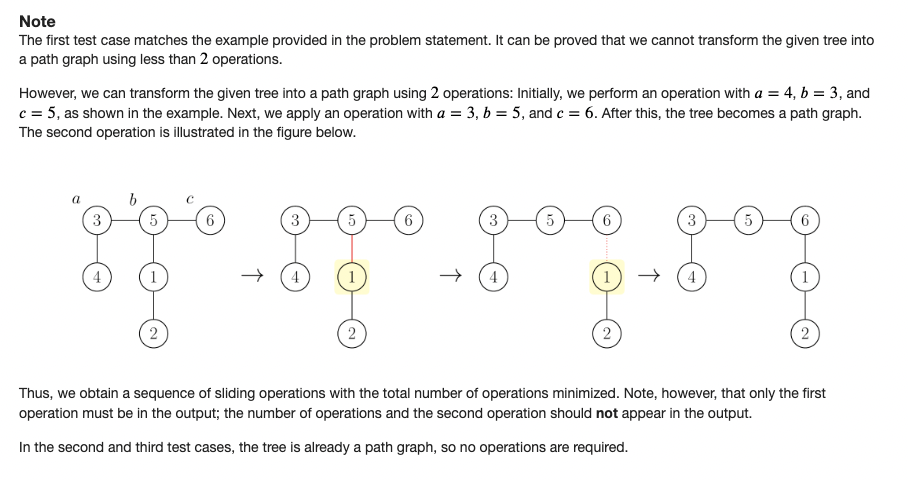 Note
The first test case matches the example provided in the problem statement. It can be proved that we cannot transform the given tree into
a path graph using less than 2 operations.
However, we can transform the given tree into a path graph using 2 operations: Initially, we perform an operation with a = 4, b = 3, and
c = 5, as shown in the example. Next, we apply an operation with a = 3, b = 5, and c = 6. After this, the tree becomes a path graph.
The second operation is illustrated in the figure below.
a b c
3 5 6 3 5 6 3 5 6 3 5 6
4 1 → 4 1 → 4 1 → 4 1
2 2 2 2
Thus, we obtain a sequence of sliding operations with the total number of operations minimized. Note, however, that only the first
operation must be in the output; the number of operations and the second operation should not appear in the output.
In the second and third test cases, the tree is already a path graph, so no operations are required.